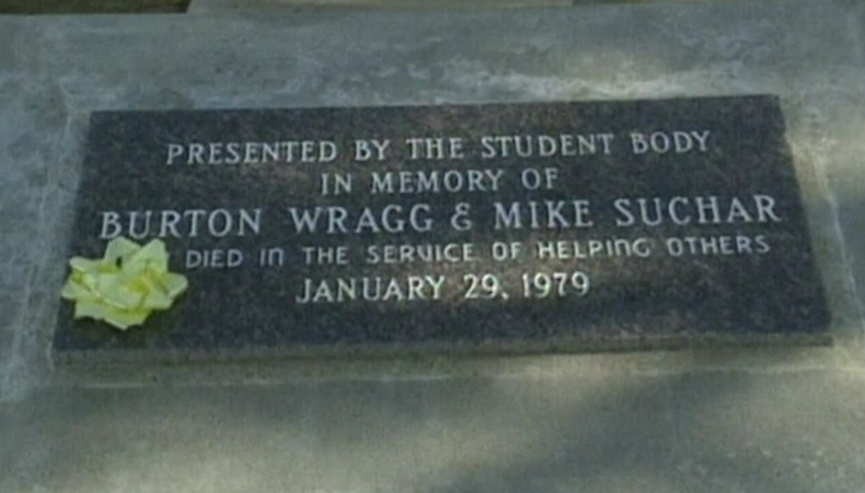 PRESENTED BY THE STUDENT BODY
IN MEMORY OF
BURTON WRAGG & MIKE SUCHAR
DIED IN THE SERVICE OF HELPING OTHERS
JANUARY 29, 1979